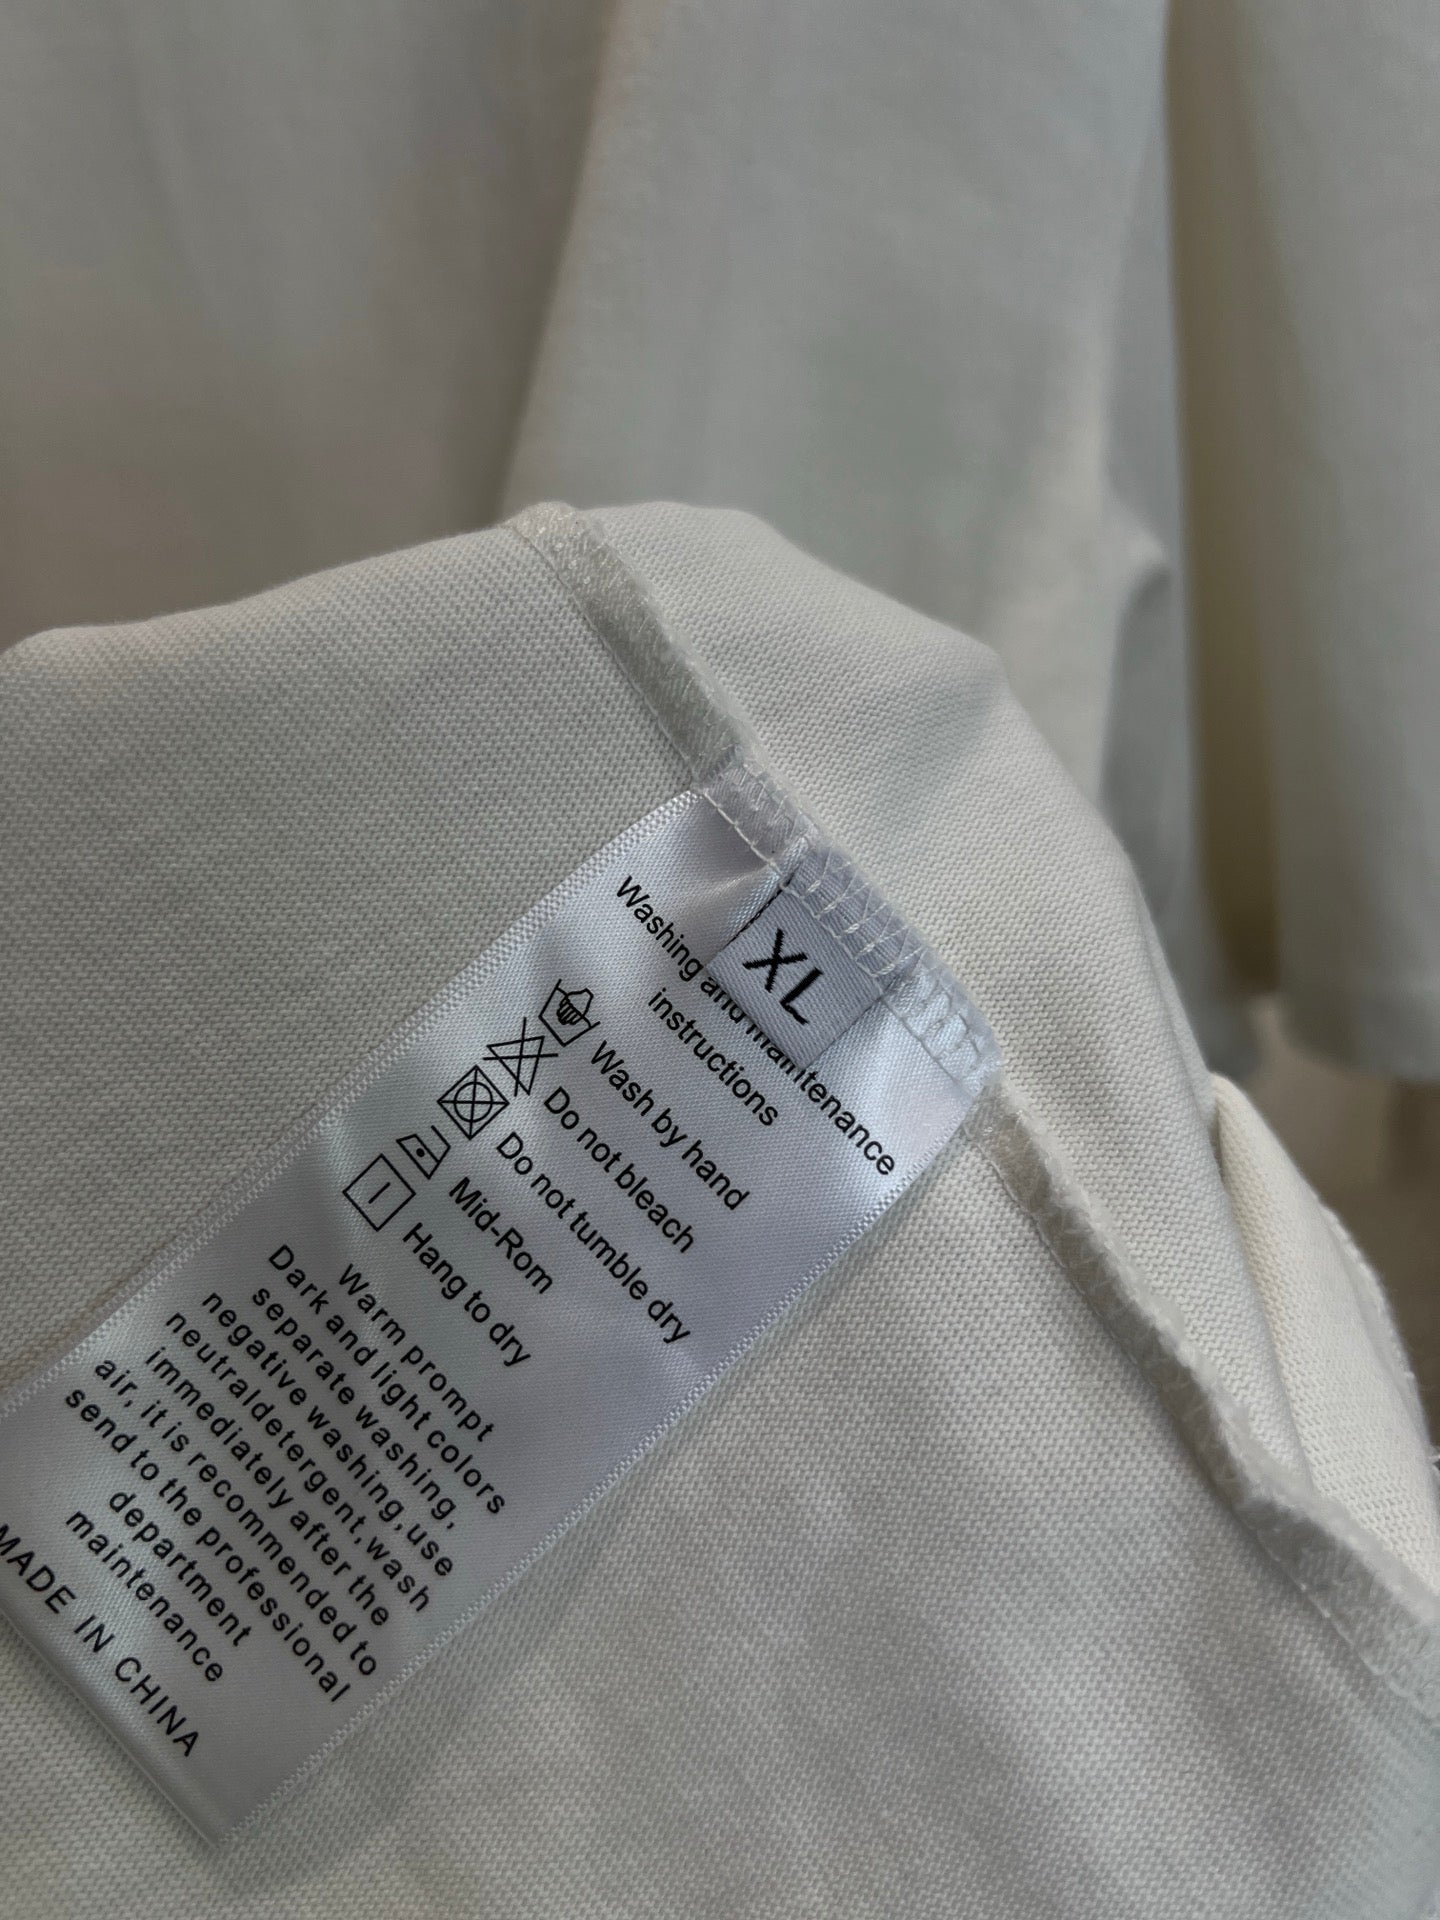 XL
Washing and maintenance
instructions
Wash by hand
Do not bleach
Do not tumble dry
Mid-Rom
Hang to dry
Warm prompt
Dark and light colors
separate washing,
negative washing, use
neutraldetergent, wash
immediately after the
air, it is recommended to
send to the professional
department
maintenance
MADE IN CHINA